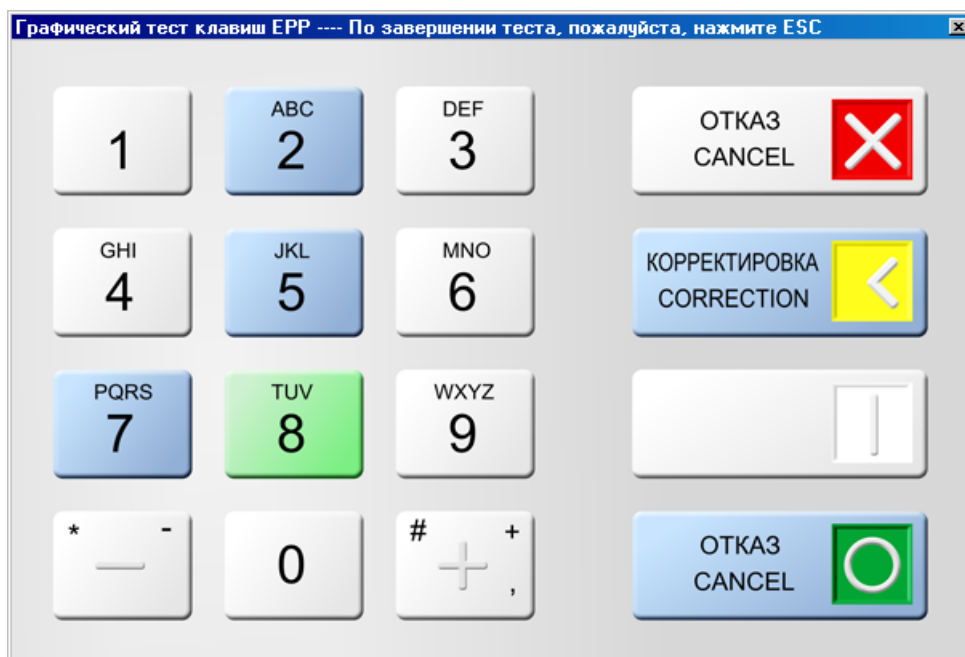 Графический тест клавиш EPP ---- По завершении теста, пожалуйста, нажмите ESC
1
ABC
2
DEF
3
ОТКАЗ
CANCEL
GHI
4
JKL
5
MNO
6
КОРРЕКТИРОВКА
CORRECTION
PQRS
7
TUV
8
WXYZ
9
* -
0
# +
,
ОТКАЗ
CANCEL